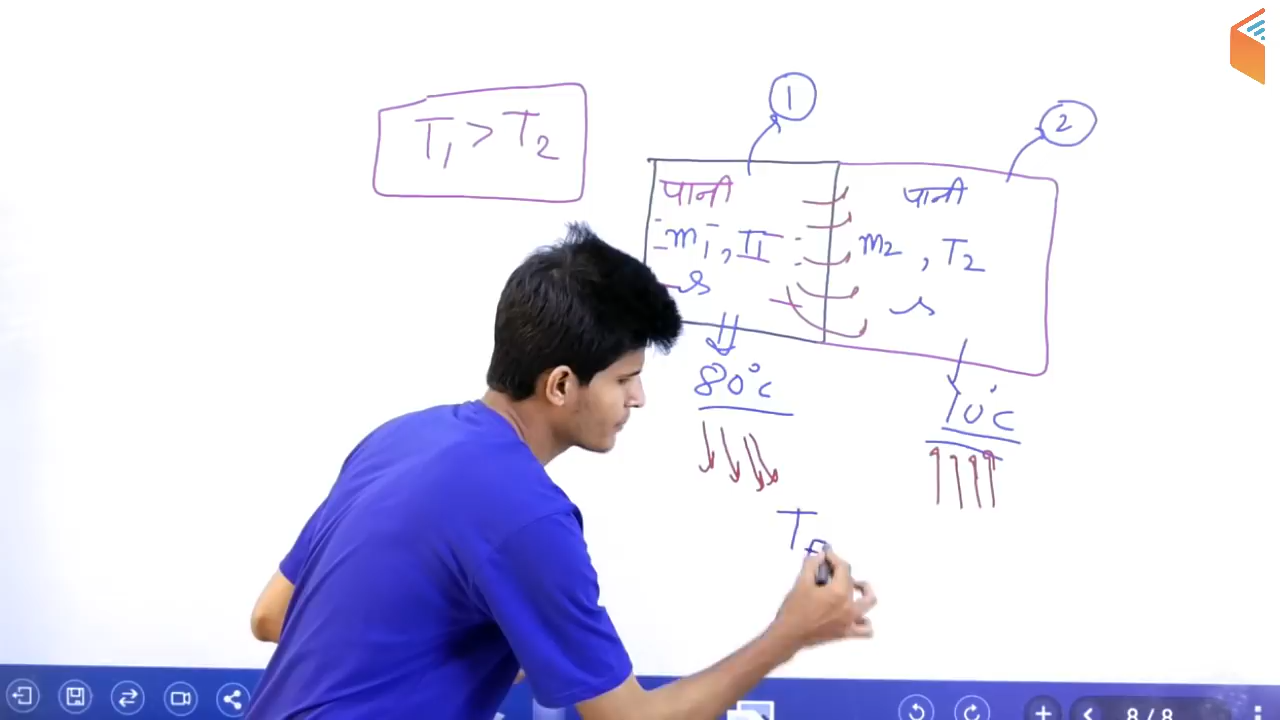 T₁ > T₂
1
2
पानी
m₁, T₁
s
पानी
m₂, T₂
s
80°c
10°c
T
8/8